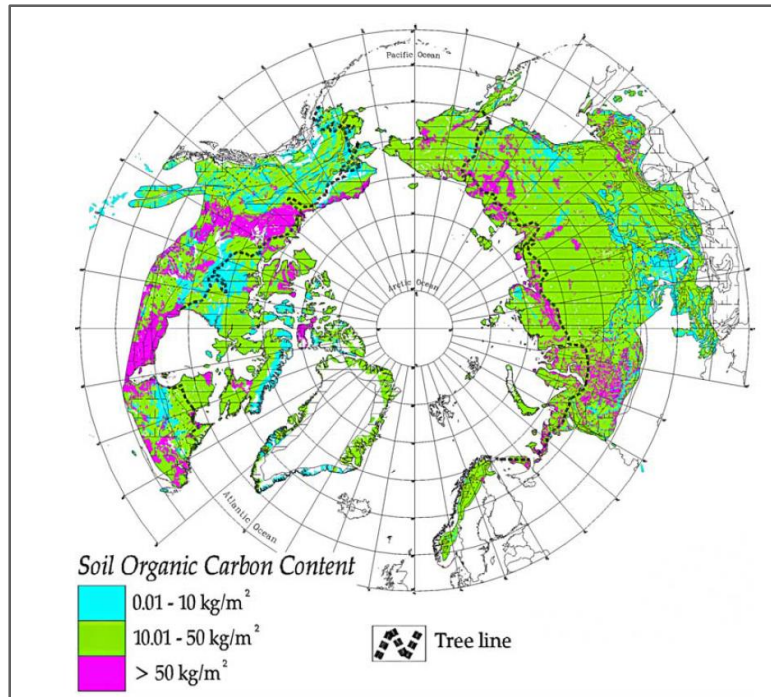 Pacific Ocean
Arctic Ocean
Atlantic Ocean
Soil Organic Carbon Content
0.01 - 10 kg/m²
10.01 - 50 kg/m²
> 50 kg/m²
Tree line